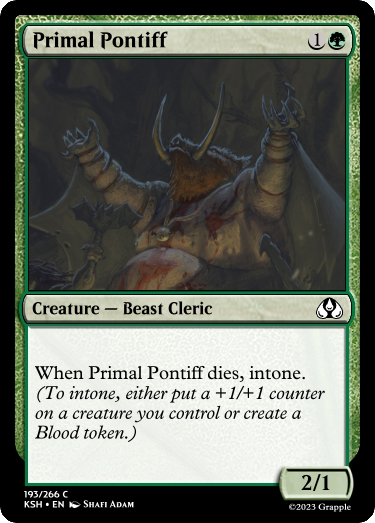 Primal Pontiff 1
Creature — Beast Cleric
When Primal Pontiff dies, intone.
(To intone, either put a +1/+1 counter
on a creature you control or create a
Blood token.)
2/1
193/266 C
KSH • EN Shafi Adam
©2023 Grapple